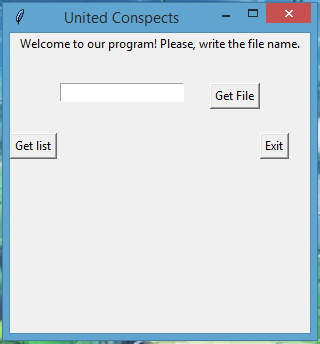 United Conspects
Welcome to our program! Please, write the file name.
Get File
Get list
Exit